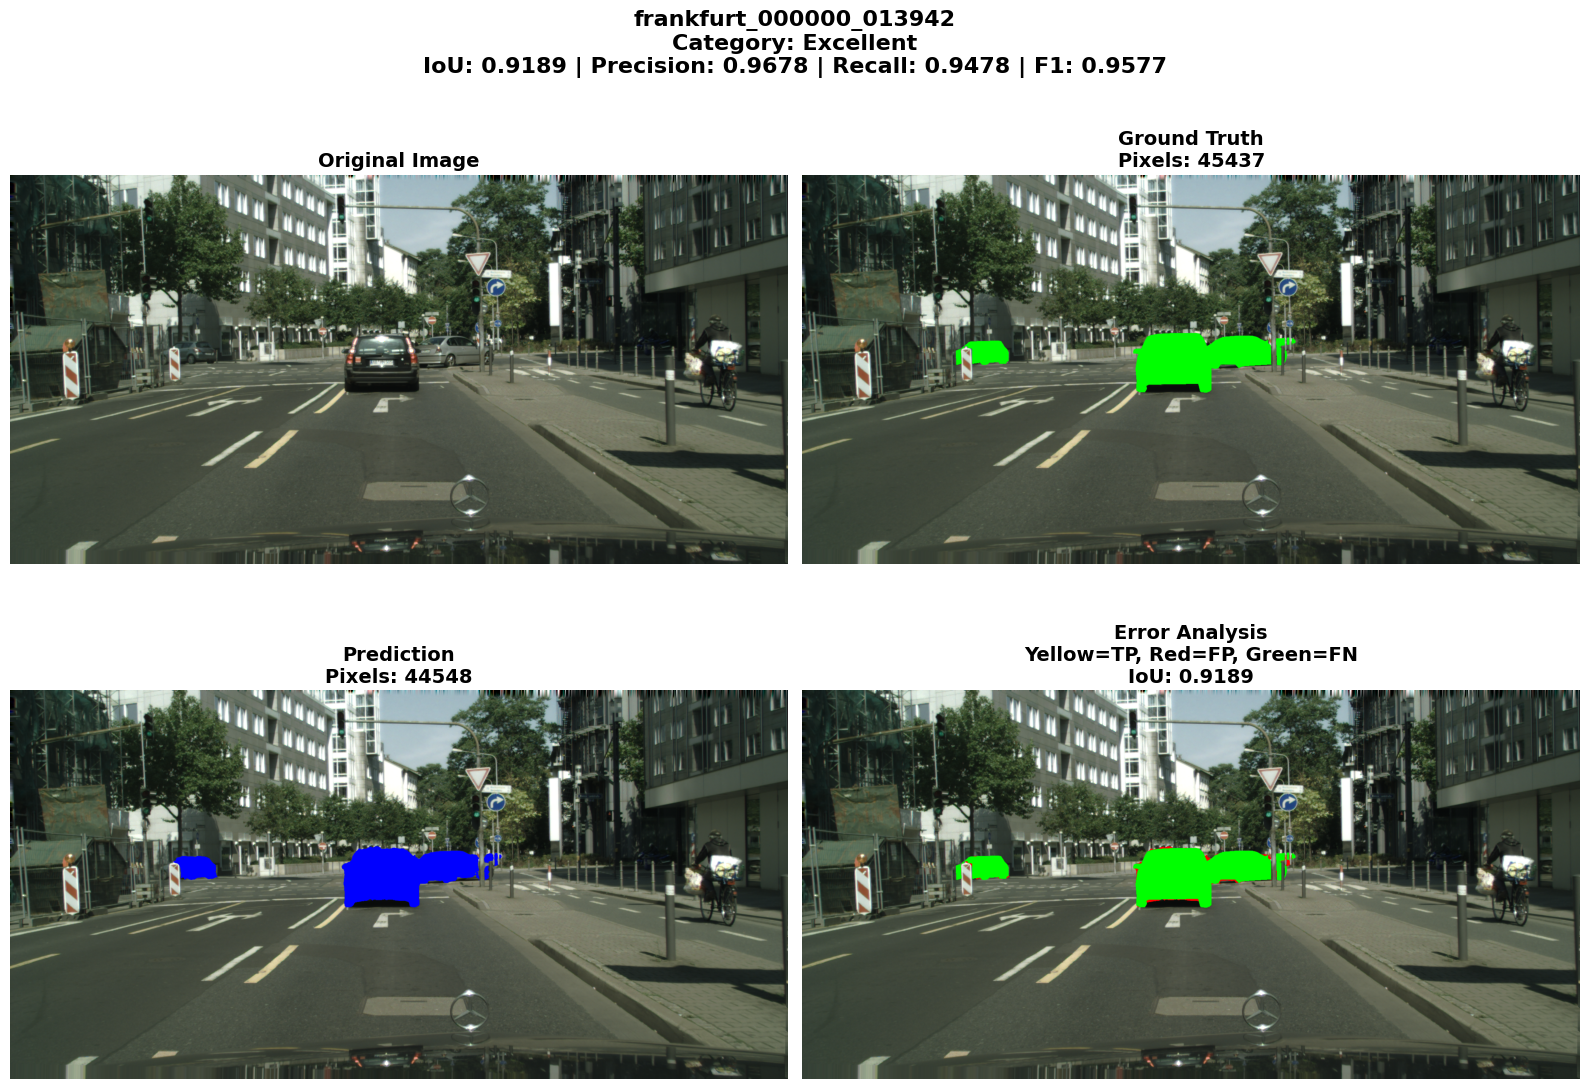 frankfurt_000000_013942
Category: Excellent
IoU: 0.9189 | Precision: 0.9678 | Recall: 0.9478 | F1: 0.9577
Original Image
Ground Truth
Pixels: 45437
Prediction
Pixels: 44548
Error Analysis
Yellow=TP, Red=FP, Green=FN
IoU: 0.9189